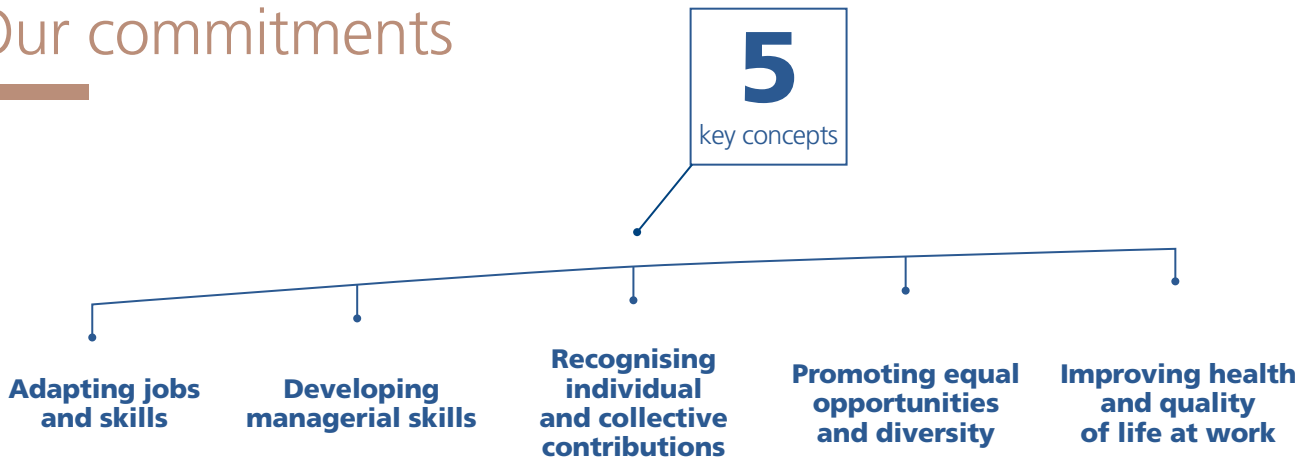 Our commitments
5
key concepts
Adapting jobs
and skills
Developing
managerial skills
Recognising
individual
and collective
contributions
Promoting equal
opportunities
and diversity
Improving health
and quality
of life at work